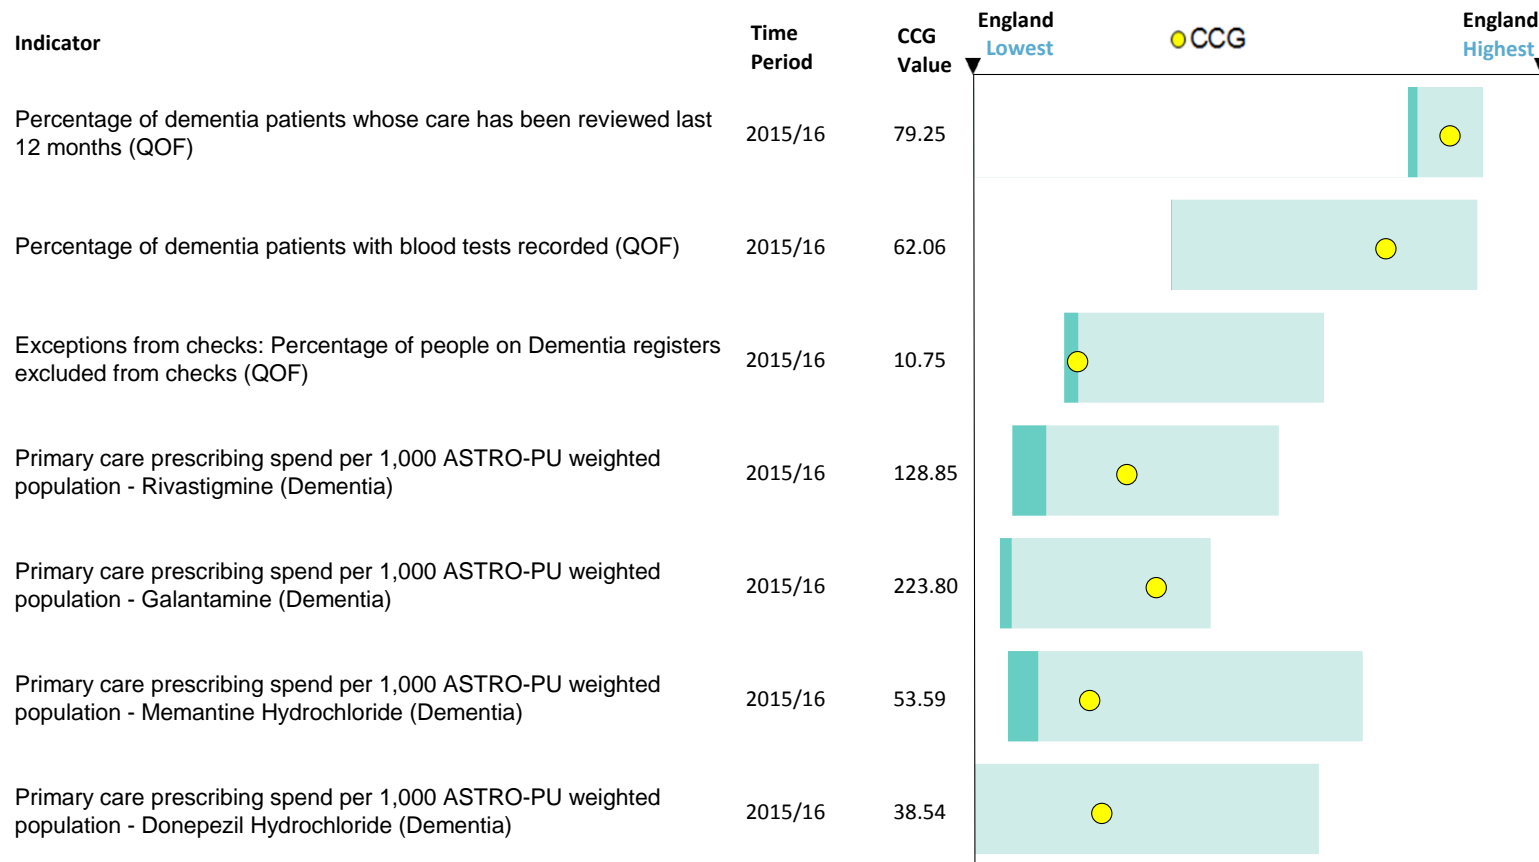 Indicator
Time
Period
CCG
Value
England
Lowest
CCG
England
Highest
Percentage of dementia patients whose care has been reviewed last
12 months (QOF)
2015/16
79.25
Percentage of dementia patients with blood tests recorded (QOF)
2015/16
62.06
Exceptions from checks: Percentage of people on Dementia registers
excluded from checks (QOF)
2015/16
10.75
Primary care prescribing spend per 1,000 ASTRO-PU weighted
population - Rivastigmine (Dementia)
2015/16
128.85
Primary care prescribing spend per 1,000 ASTRO-PU weighted
population - Galantamine (Dementia)
2015/16
223.80
Primary care prescribing spend per 1,000 ASTRO-PU weighted
population - Memantine Hydrochloride (Dementia)
2015/16
53.59
Primary care prescribing spend per 1,000 ASTRO-PU weighted
population - Donepezil Hydrochloride (Dementia)
2015/16
38.54